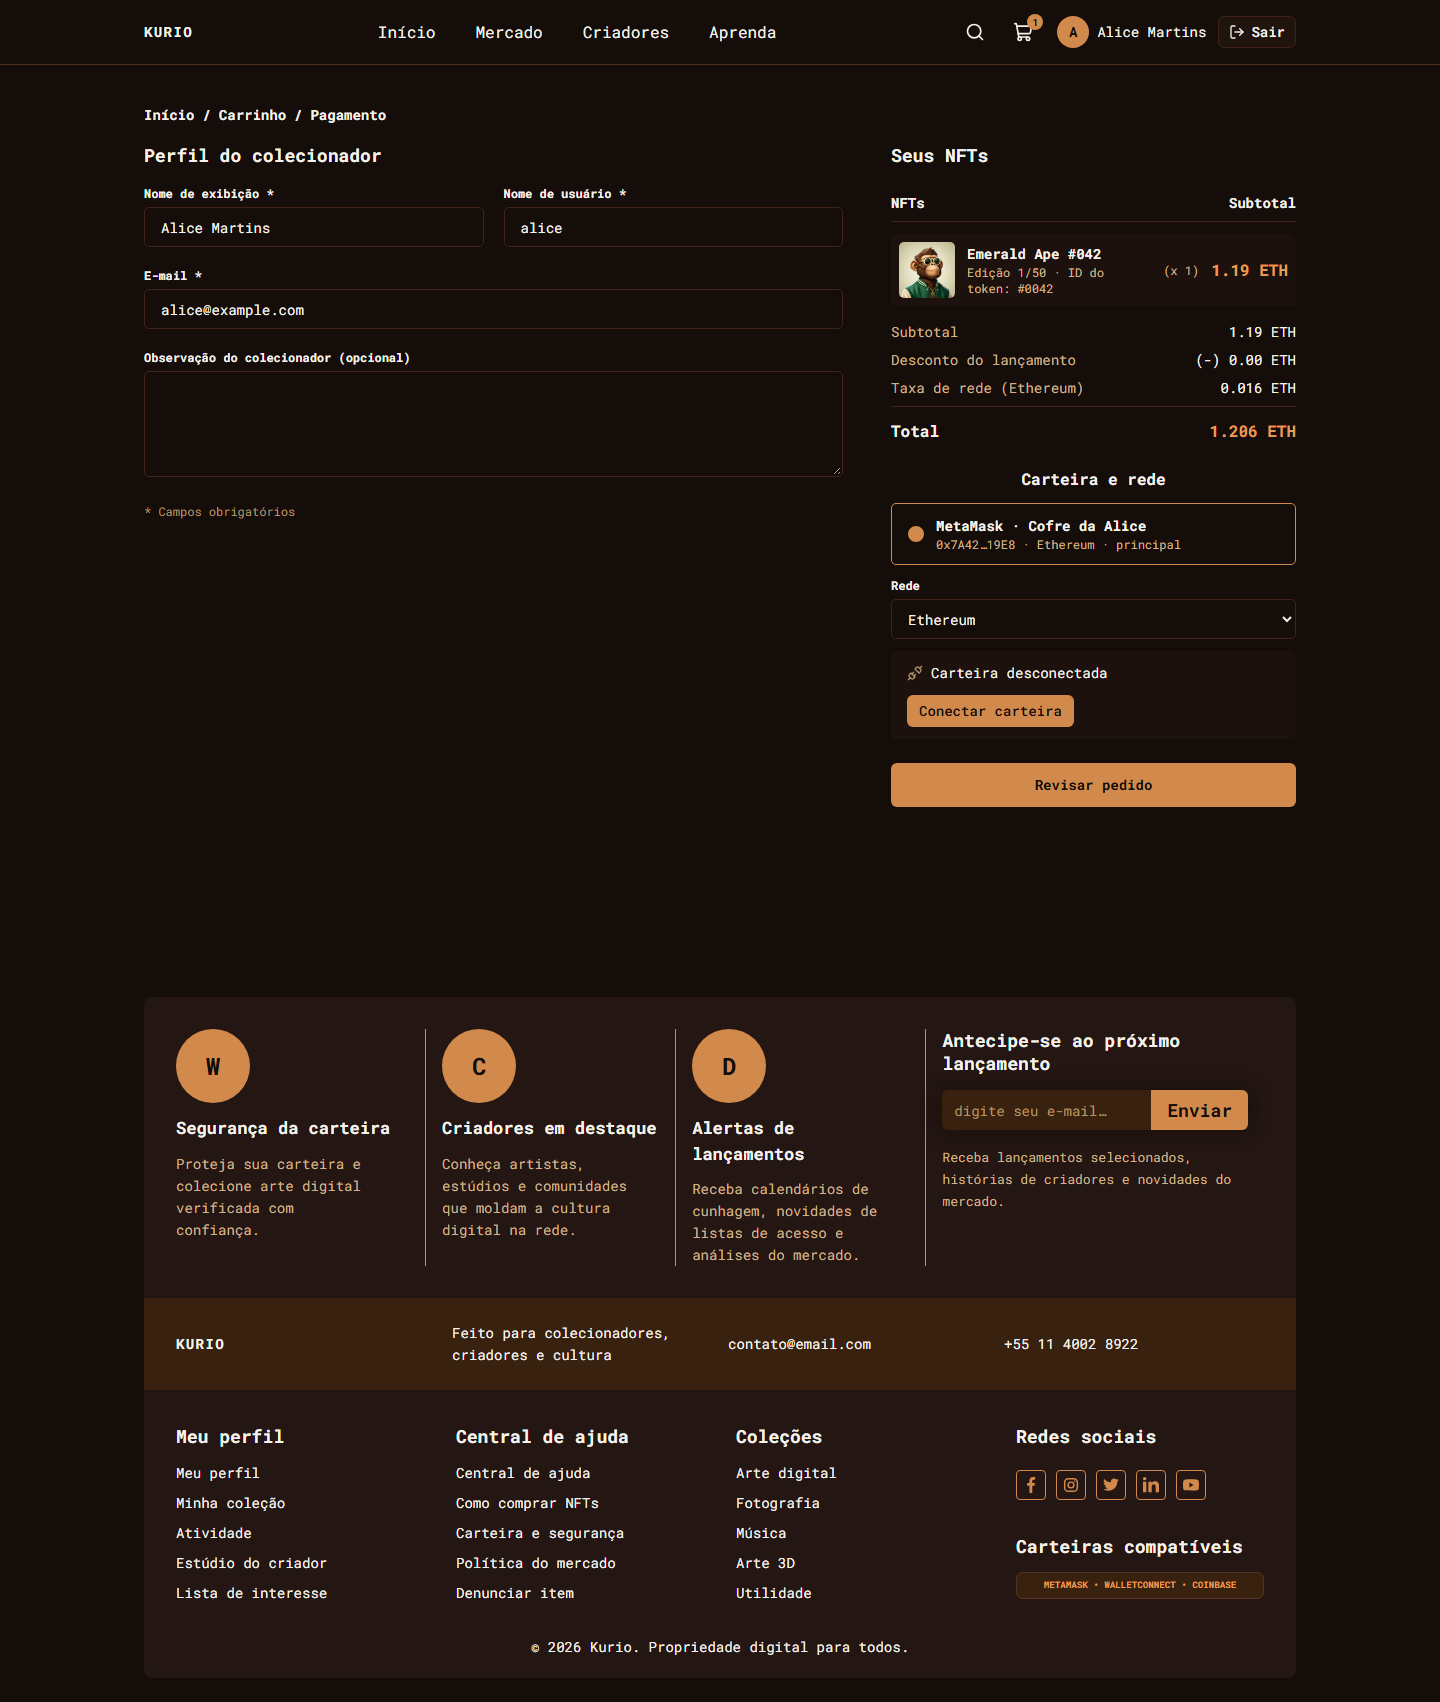 KURIO
Início
Mercado
Criadores
Aprenda
1
A
Alice Martins
Sair
Início / Carrinho / Pagamento
Perfil do colecionador
Nome de exibição *
Nome de usuário *
Alice Martins
alice
E-mail *
alice@example.com
Observação do colecionador (opcional)
* Campos obrigatórios
Seus NFTs
NFTs
Subtotal
Emerald Ape #042
Edição 1/50 · ID do
token: #0042
(x 1)
1.19 ETH
Subtotal
1.19 ETH
Desconto do lançamento
(-) 0.00 ETH
Taxa de rede (Ethereum)
0.016 ETH
Total
1.206 ETH
Carteira e rede
MetaMask · Cofre da Alice
0x7A42…19E8 · Ethereum · principal
Rede
Ethereum
Carteira desconectada
Conectar carteira
Revisar pedido
W
Segurança da carteira
Proteja sua carteira e
colecione arte digital
verificada com
confiança.
C
Criadores em destaque
Conheça artistas,
estúdios e comunidades
que moldam a cultura
digital na rede.
D
Alertas de
lançamentos
Receba calendários de
cunhagem, novidades de
listas de acesso e
análises do mercado.
Antecipe-se ao próximo
lançamento
digite seu e-mail…
Enviar
Receba lançamentos selecionados,
histórias de criadores e novidades do
mercado.
KURIO
Feito para colecionadores,
criadores e cultura
contato@email.com
+55 11 4002 8922
Meu perfil
Meu perfil
Minha coleção
Atividade
Estúdio do criador
Lista de interesse
Central de ajuda
Central de ajuda
Como comprar NFTs
Carteira e segurança
Política do mercado
Denunciar item
Coleções
Arte digital
Fotografia
Música
Arte 3D
Utilidade
Redes sociais
Carteiras compatíveis
METAMASK • WALLETCONNECT • COINBASE
© 2026 Kurio. Propriedade digital para todos.